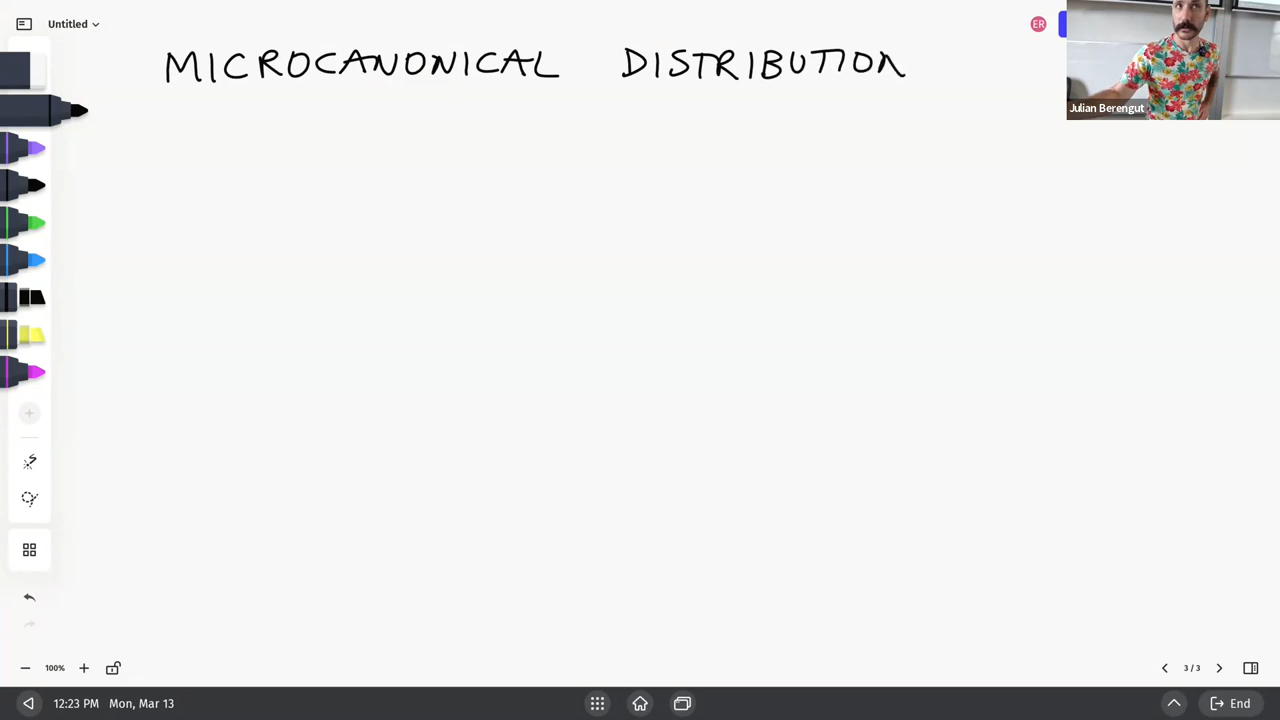 Untitled
ER
MICROCANONICAL DISTRIBUTION
Julian Berengut
100%
3 / 3
12:23 PM Mon, Mar 13
End